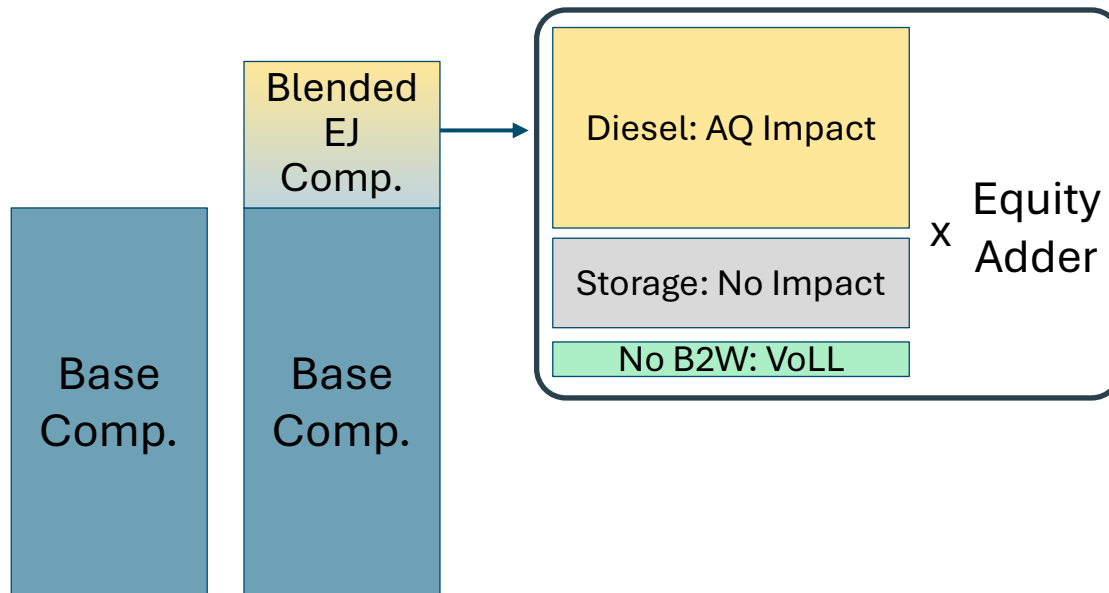 Blended
EJ
Comp.
Base
Comp.
Base
Comp.
Diesel: AQ Impact
Storage: No Impact
No B2W: VoLL
x
Equity
Adder